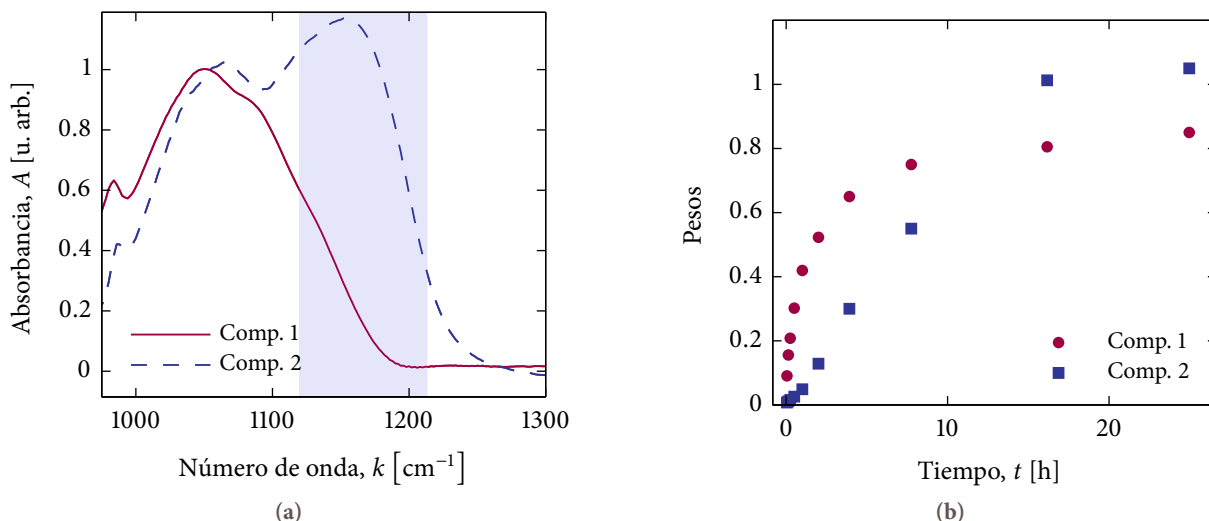 1
0.8
0.6
0.4
0.2
0
Absorbancia, A [u. arb.]
Comp. 1
Comp. 2
1000 1100 1200 1300
Número de onda, k [cm⁻¹]
(a)
1
0.8
0.6
0.4
0.2
0
Pesos
Comp. 1
Comp. 2
0 10 20
Tiempo, t [h]
(b)